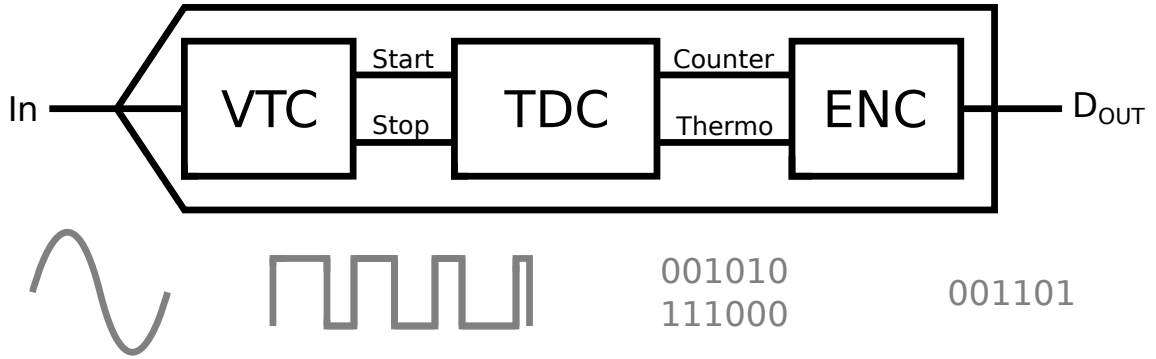 Start
Counter
In
VTC
TDC
ENC
D_OUT
Stop
Thermo
001010
111000
001101